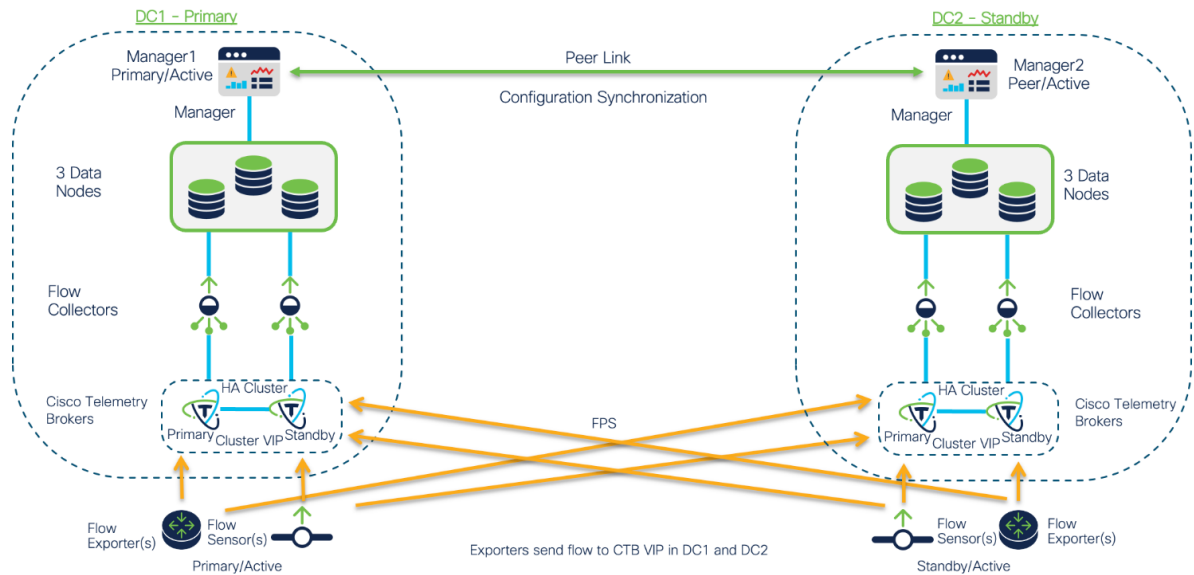 DC1 - Primary
DC2 - Standby
Manager1
Primary/Active
Peer Link
Manager2
Peer/Active
Configuration Synchronization
Manager
Manager
3 Data
Nodes
3 Data
Nodes
Flow
Collectors
Flow
Collectors
HA Cluster
HA Cluster
Cisco Telemetry
Brokers
Cisco Telemetry
Brokers
T
T
T
T
Primary
Cluster VIP
Standby
FPS
Primary
Cluster VIP
Standby
Flow
Exporter(s)
Flow
Sensor(s)
Primary/Active
Exporters send flow to CTB VIP in DC1 and DC2
Flow
Sensor(s)
Flow
Exporter(s)
Standby/Active